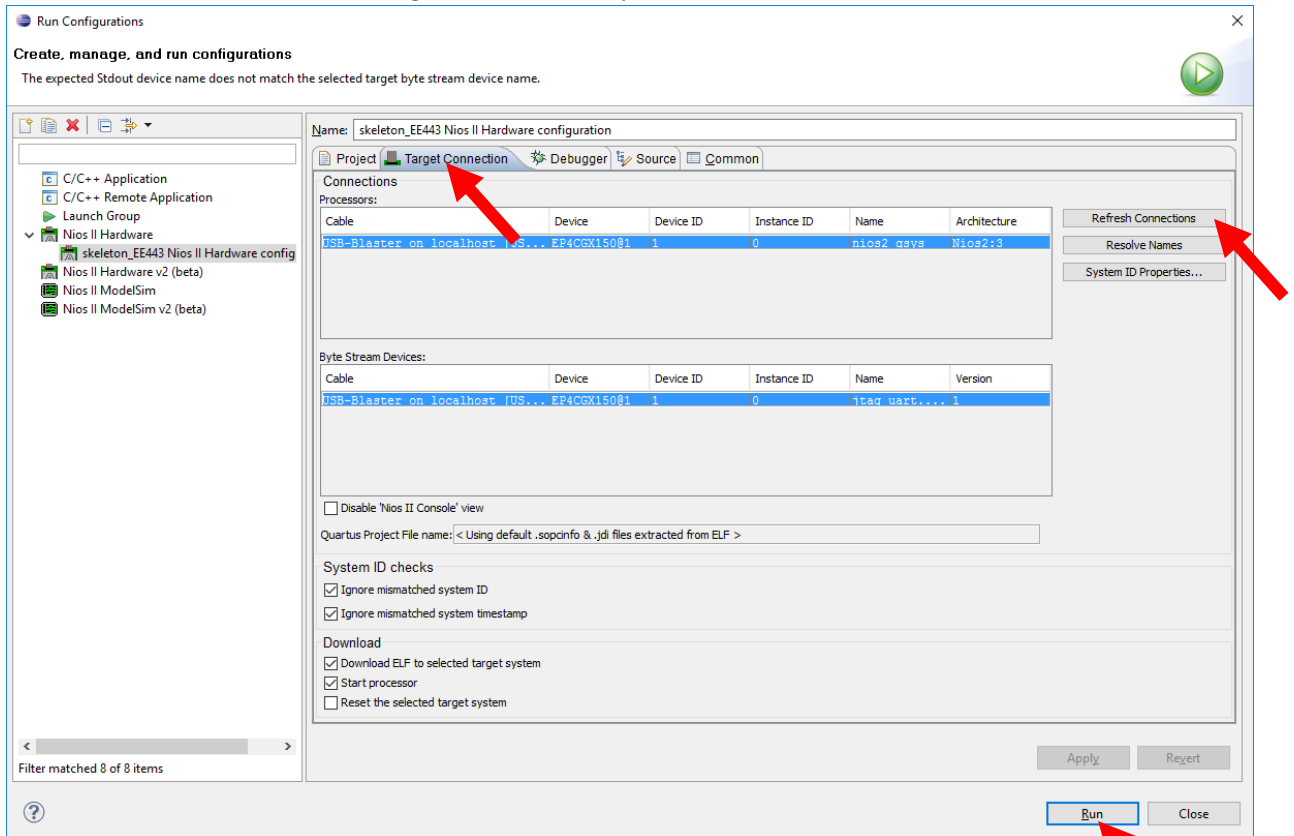 Run Configurations
Create, manage, and run configurations
The expected Stdout device name does not match the selected target byte stream device name.
Name: skeleton_EE443 Nios II Hardware configuration
Project Target Connection Debugger Source Common
C/C++ Application
C/C++ Remote Application
Launch Group
Nios II Hardware
skeleton_EE443 Nios II Hardware config
Nios II Hardware v2 (beta)
Nios II ModelSim
Nios II ModelSim v2 (beta)
Filter matched 8 of 8 items
Connections
Processors:
Cable Device Device ID Instance ID Name Architecture
USB-Blaster on localhost [US... EP4CGX150@1 1 0 nios2_qsys Nios2:3
Refresh Connections
Resolve Names
System ID Properties...
Byte Stream Devices:
Cable Device Device ID Instance ID Name Version
USB-Blaster on localhost [US... EP4CGX150@1 1 0 jtag_uart.... 1
Disable 'Nios II Console' view
Quartus Project File name: < Using default .sopcinfo & .jdi files extracted from ELF >
System ID checks
Ignore mismatched system ID
Ignore mismatched system timestamp
Download
Download ELF to selected target system
Start processor
Reset the selected target system
Apply Revert
Run Close